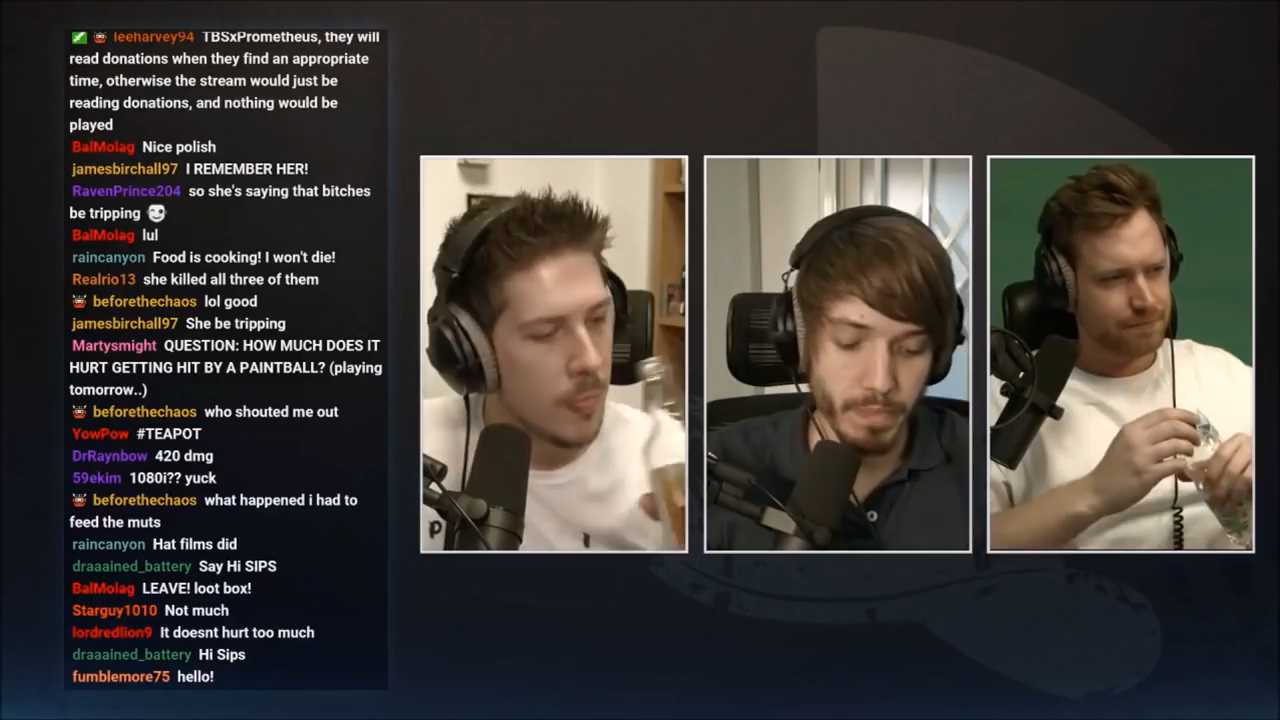 leeharvey94 TBSxPrometheus, they will
read donations when they find an appropriate
time, otherwise the stream would just be
reading donations, and nothing would be
played
BalMolag Nice polish
jamesbirchall97 I REMEMBER HER!
RavenPrince204 so she's saying that bitches
be tripping
BalMolag lul
raincanyon Food is cooking! I won't die!
Realrio13 she killed all three of them
beforethechaos lol good
jamesbirchall97 She be tripping
Martysmight QUESTION: HOW MUCH DOES IT
HURT GETTING HIT BY A PAINTBALL? (playing
tomorrow..)
beforethechaos who shouted me out
YowPow #TEAPOT
DrRaynbow 420 dmg
59ekim 1080i?? yuck
beforethechaos what happened i had to
feed the muts
raincanyon Hat films did
draaained_battery Say Hi SIPS
BalMolag LEAVE! loot box!
Starguy1010 Not much
lordredlion9 It doesnt hurt too much
draaained_battery Hi Sips
fumblemore75 hello!